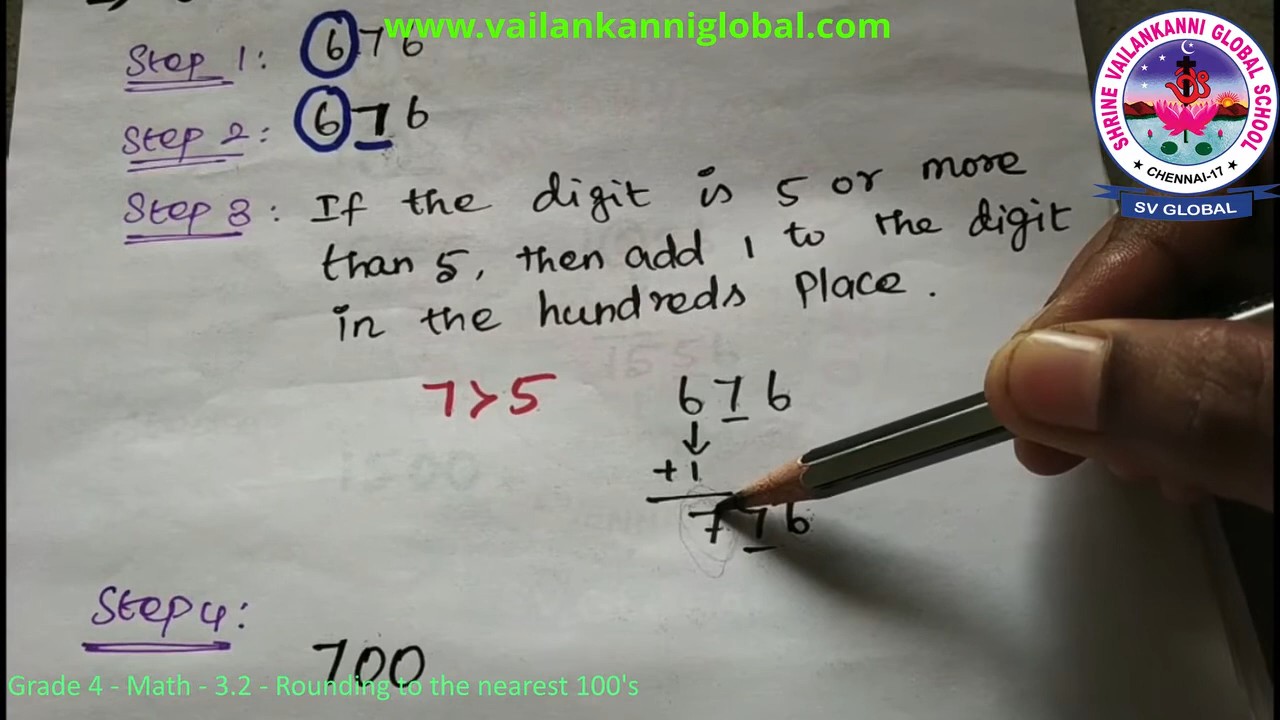 www.vailankanniglobal.com
SHRINE VAILANKANNI GLOBAL SCHOOL
CHENNAI-17
SV GLOBAL
Step 1: 676
Step 2: 676
Step 3: If the digit is 5 or more
than 5, then add 1 to the digit
in the hundreds place.
7>5 676
+1
776
Step 4:
700
Grade 4 - Math - 3.2 - Rounding to the nearest 100's